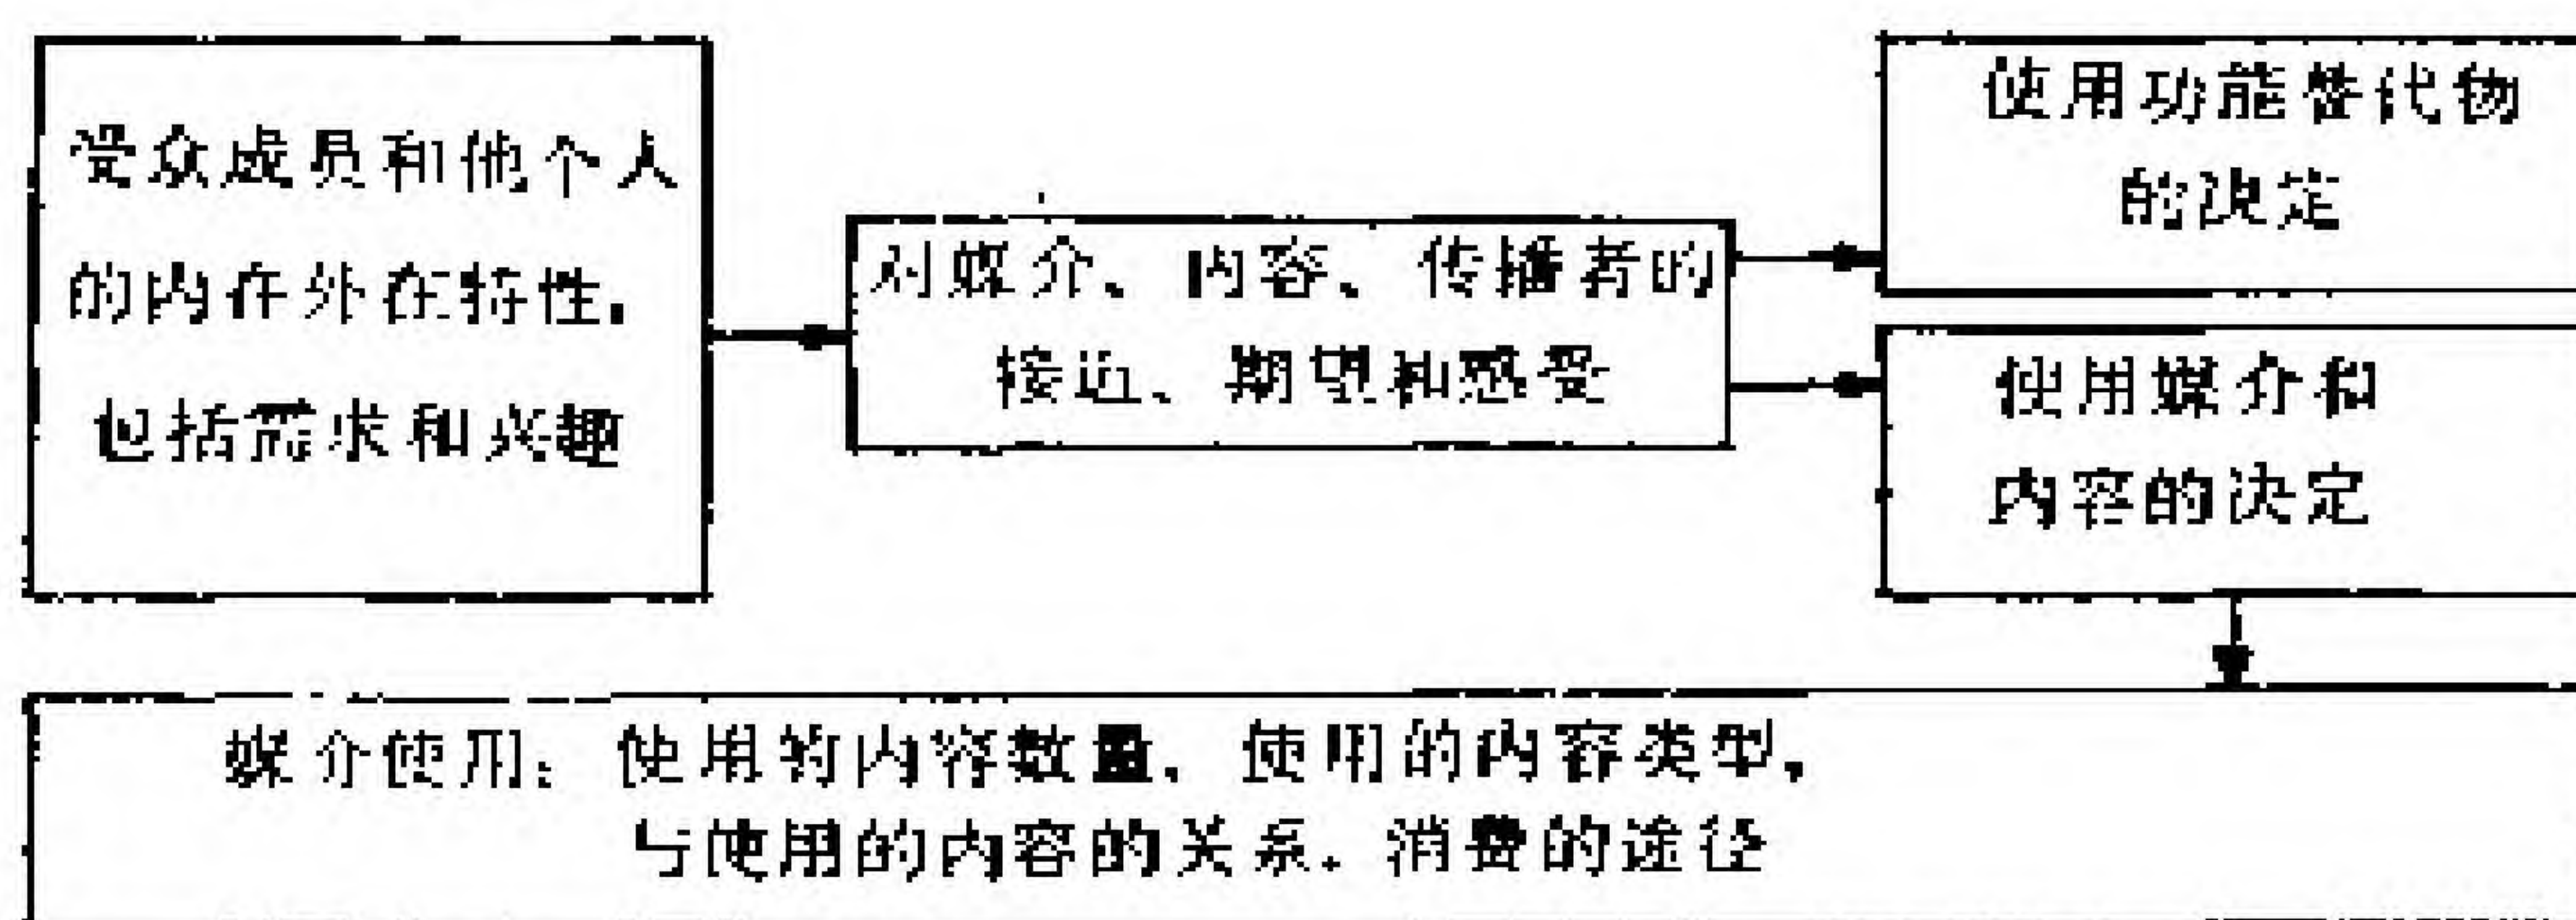 受众成员和他个人
的内在外在特性,
包括需求和兴趣
对媒介、内容、传播者的
接近、期望和感受
使用功能替代物
的决定
使用媒介和
内容的决定
媒介使用:使用的内容数量,使用的内容类型,
与使用的内容的关系,消费的途径